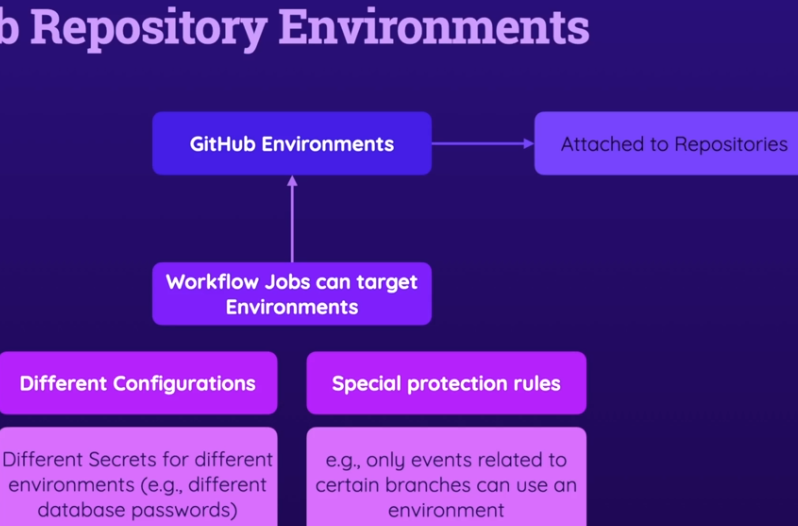 b Repository Environments
GitHub Environments
Attached to Repositories
Workflow Jobs can target
Environments
Different Configurations
Special protection rules
Different Secrets for different
environments (e.g., different
database passwords)
e.g., only events related to
certain branches can use an
environment